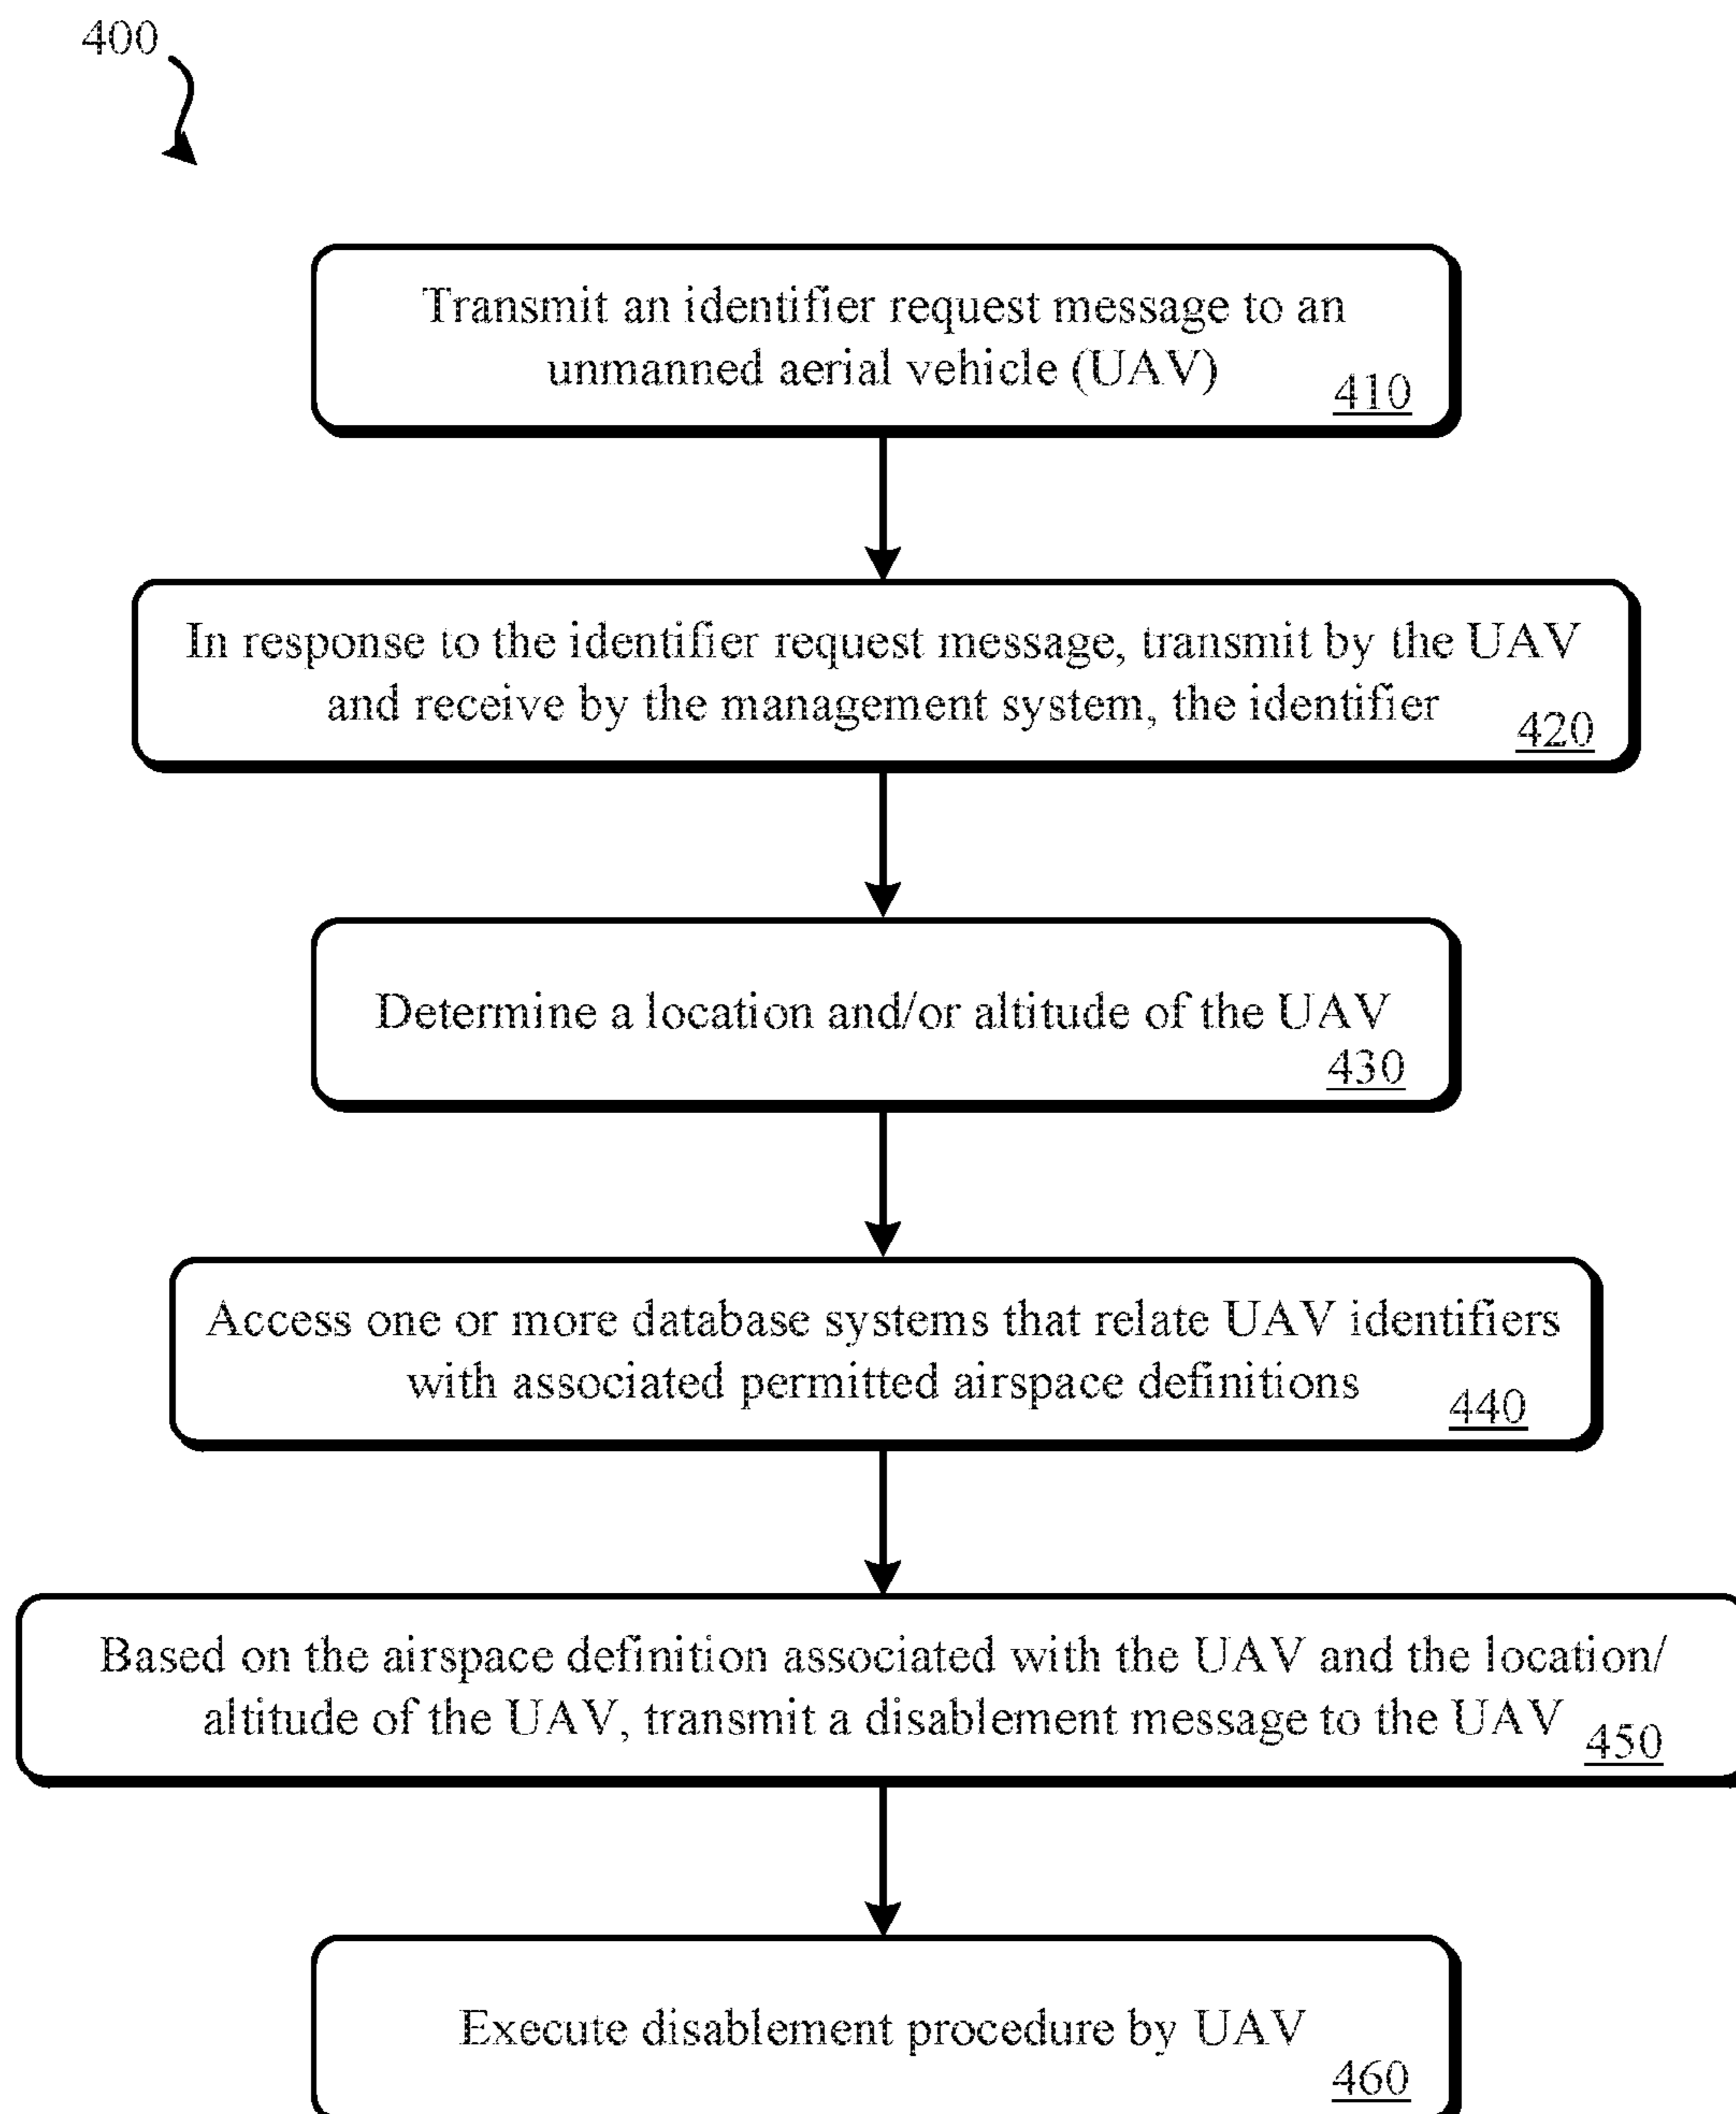 400
Transmit an identifier request message to an
unmanned aerial vehicle (UAV)
410
In response to the identifier request message, transmit by the UAV
and receive by the management system, the identifier
420
Determine a location and/or altitude of the UAV
430
Access one or more database systems that relate UAV identifiers
with associated permitted airspace definitions
440
Based on the airspace definition associated with the UAV and the location/
altitude of the UAV, transmit a disablement message to the UAV
450
Execute disablement procedure by UAV
460